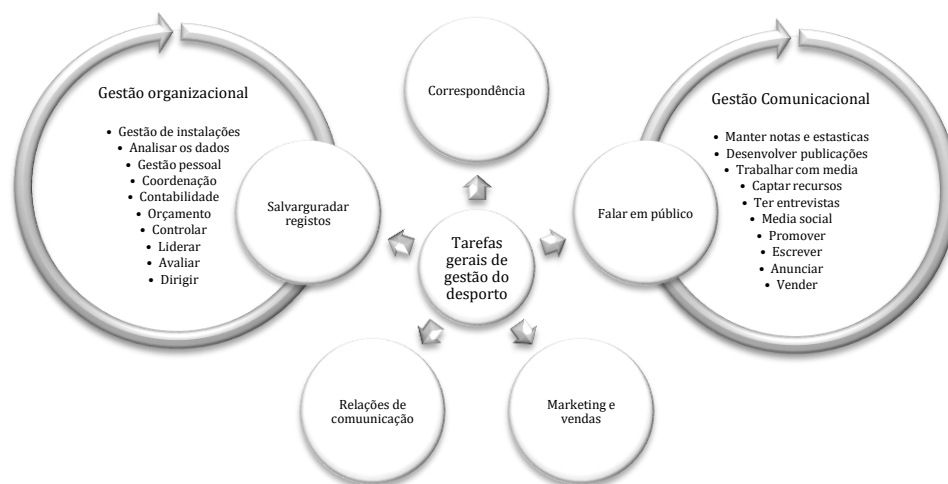 Gestão organizacional
• Gestão de instalações
• Analisar os dados
• Gestão pessoal
• Coordenação
• Contabilidade
• Orçamento
• Controlar
• Liderar
• Avaliar
• Dirigir
Salvarguradar
registos
Correspondência
Tarefas
gerais de
gestão do
desporto
Relações de
comuunicação
Marketing e
vendas
Falar em público
Gestão Comunicacional
• Manter notas e estasticas
• Desenvolver publicações
• Trabalhar com media
• Captar recursos
• Ter entrevistas
• Media social
• Promover
• Escrever
• Anunciar
• Vender